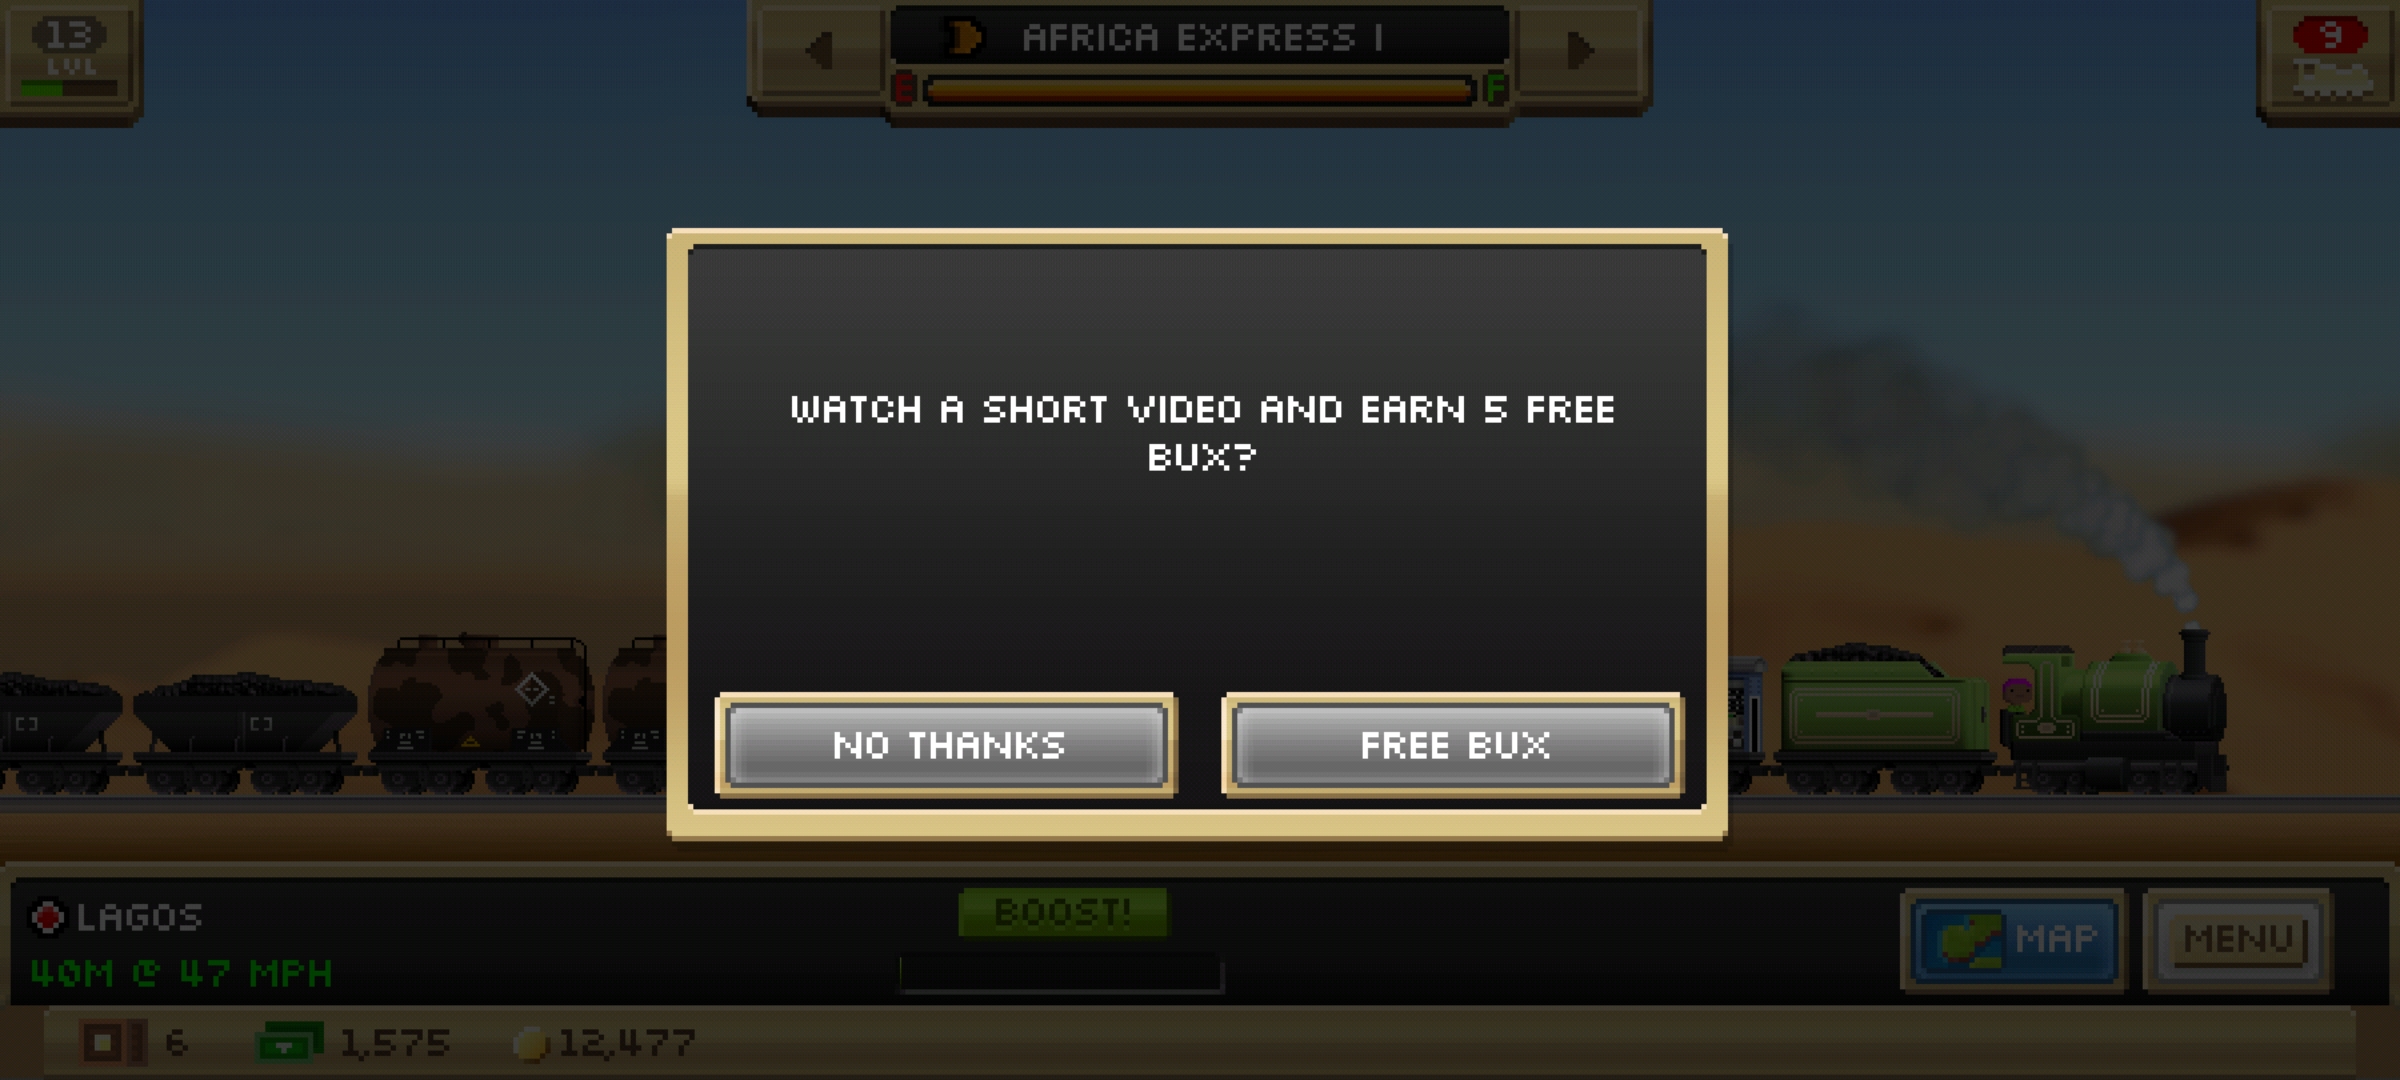 13
LVL
AFRICA EXPRESS I
E F
9
WATCH A SHORT VIDEO AND EARN 5 FREE
BUX?
NO THANKS
FREE BUX
LAGOS
40M @ 47 MPH
BOOST!
MAP
MENU
6
1,575
12,477